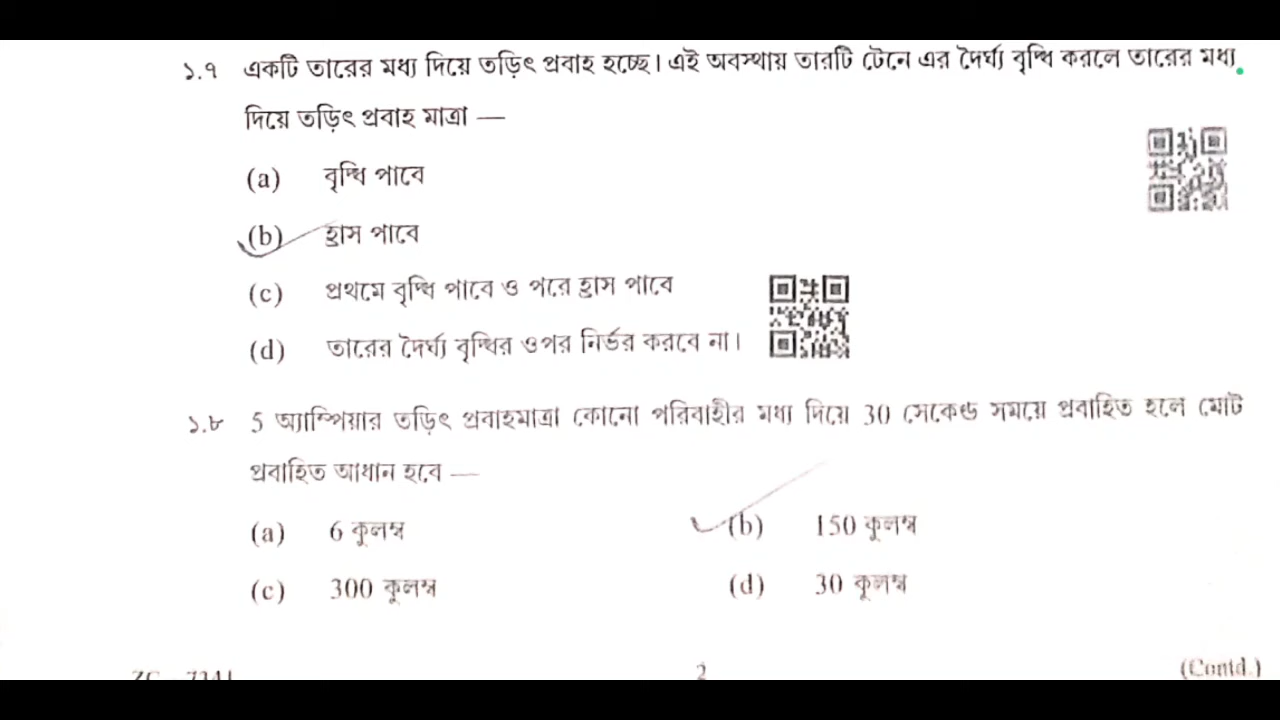 ১.৭ একটি তারের মধ্য দিয়ে তড়িৎ প্রবাহ হচ্ছে। এই অবস্থায় তারটি টেনে এর দৈর্ঘ্য বৃদ্ধি করলে তারের মধ্য
দিয়ে তড়িৎ প্রবাহ মাত্রা —
(a) বৃদ্ধি পাবে
(b) হ্রাস পাবে
(c) প্রথমে বৃদ্ধি পাবে ও পরে হ্রাস পাবে
(d) তারের দৈর্ঘ্য বৃদ্ধির ওপর নির্ভর করবে না।
১.৮ 5 অ্যাম্পিয়ার তড়িৎ প্রবাহমাত্রা কোনো পরিবাহীর মধ্য দিয়ে 30 সেকেন্ড সময়ে প্রবাহিত হলে মোট
প্রবাহিত আধান হবে —
(a) 6 কুলম্ব (b) 150 কুলম্ব
(c) 300 কুলম্ব (d) 30 কুলম্ব
2 (Contd.)